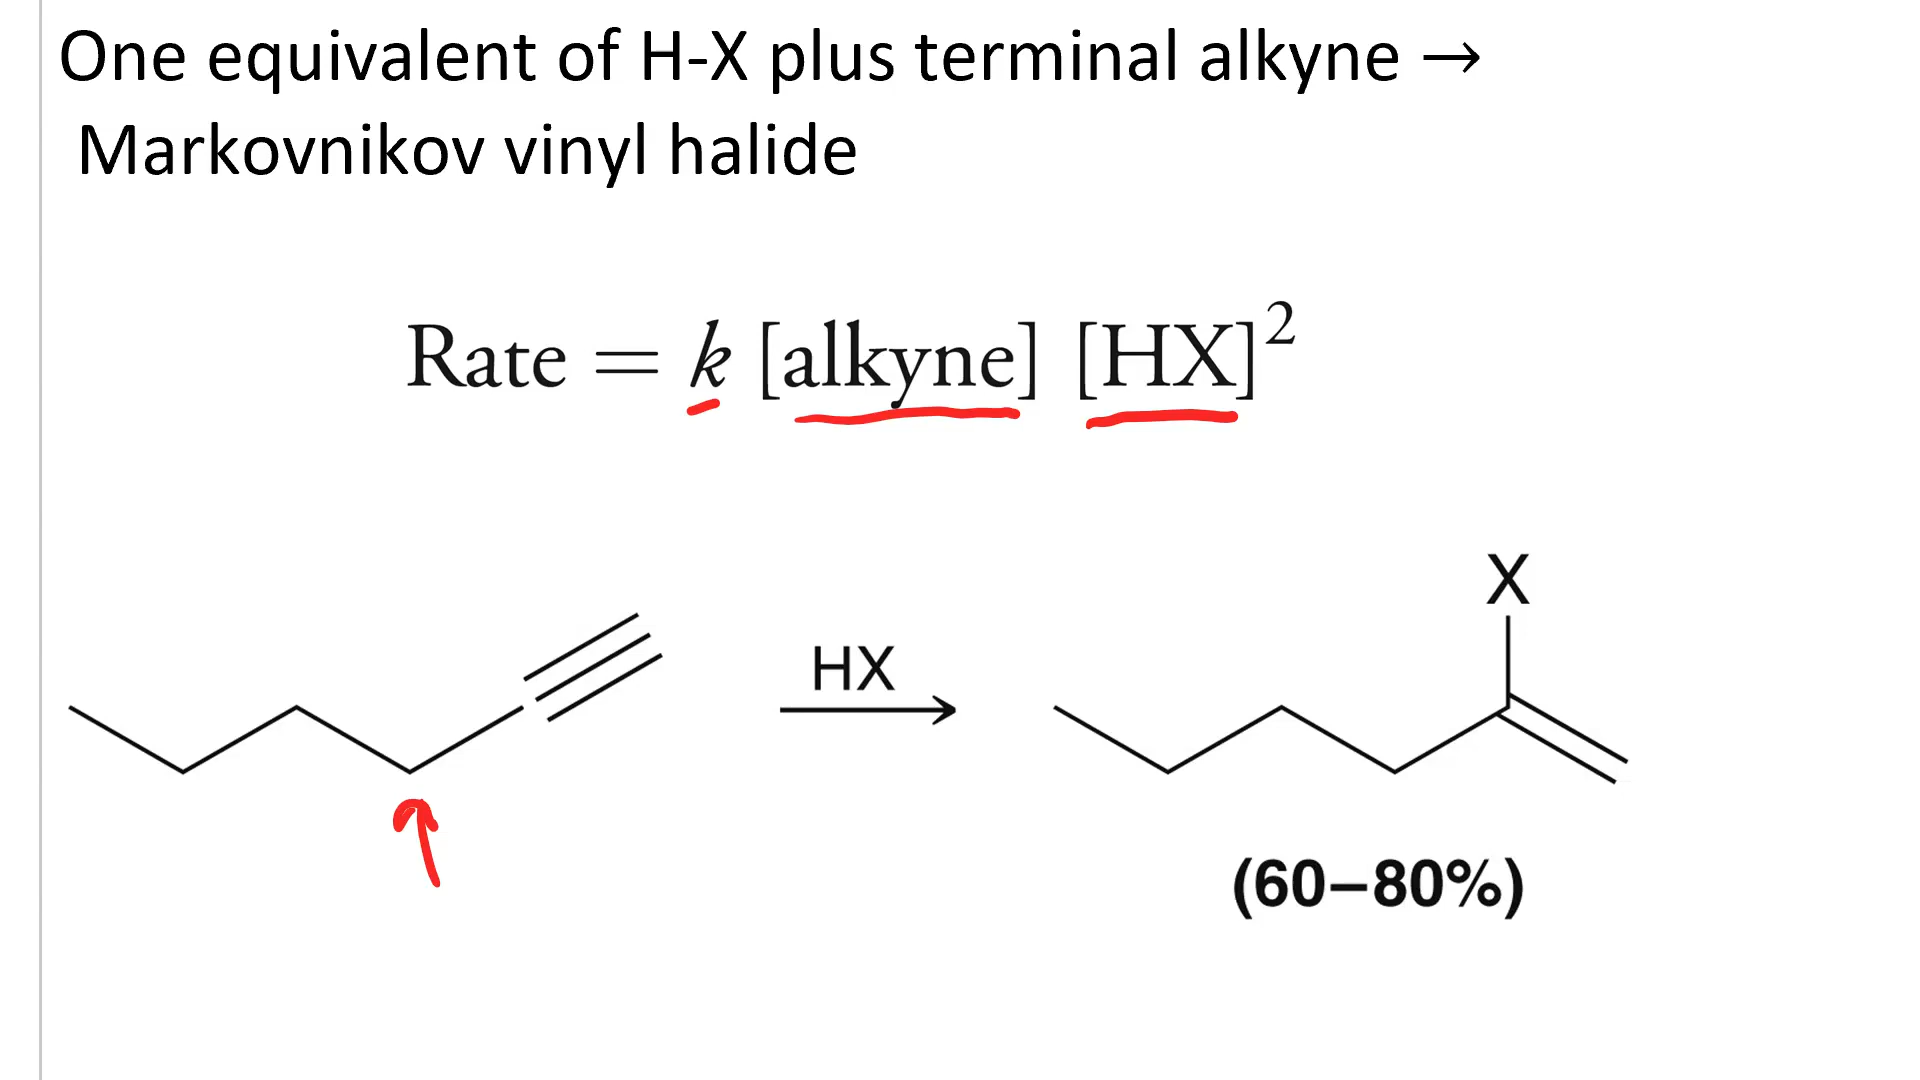 One equivalent of H-X plus terminal alkyne →
Markovnikov vinyl halide
Rate = k [alkyne] [HX]²
X
HX
(60–80%)